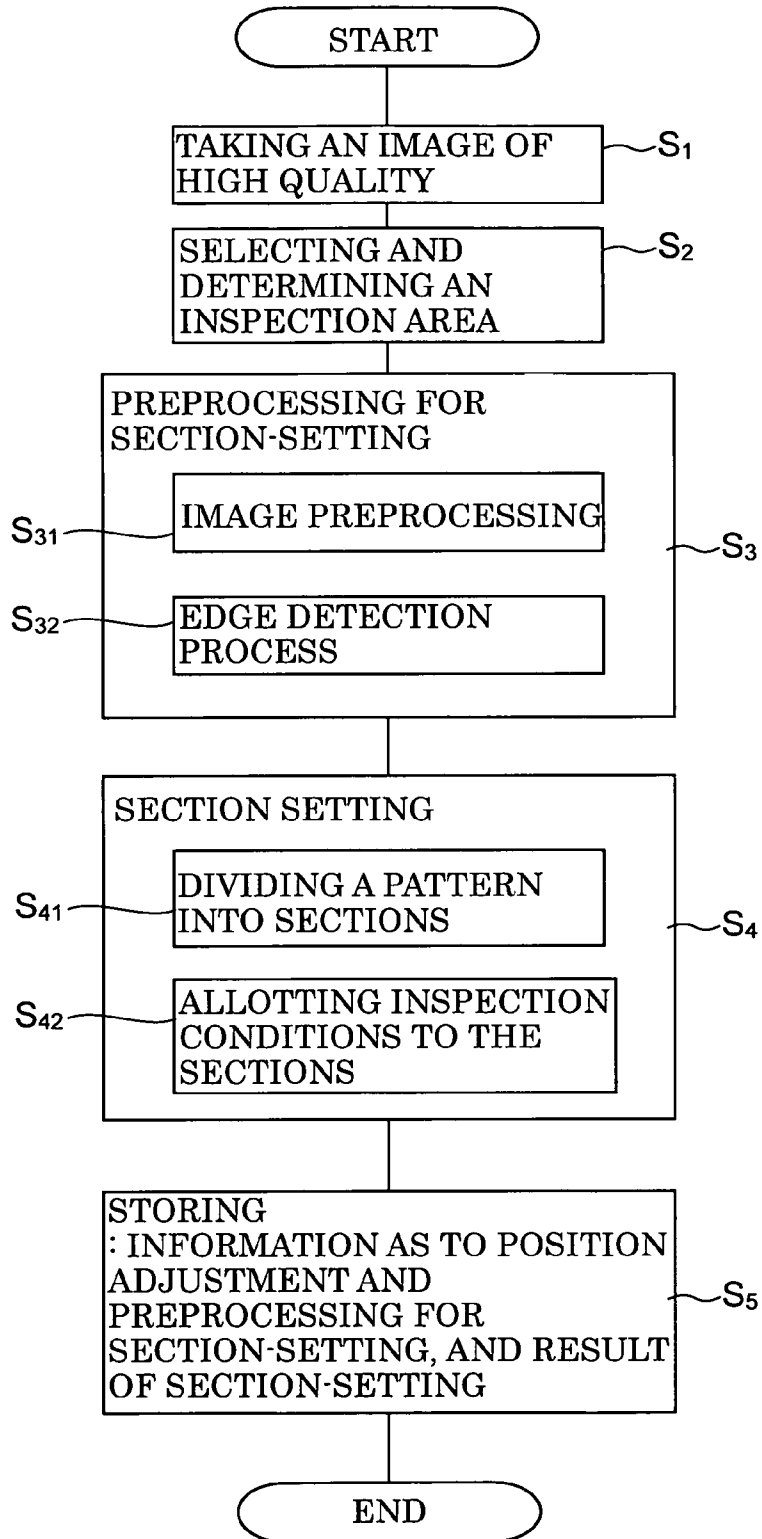 START
TAKING AN IMAGE OF
HIGH QUALITY
S1
SELECTING AND
DETERMINING AN
INSPECTION AREA
S2
PREPROCESSING FOR
SECTION-SETTING
S31
IMAGE PREPROCESSING
S3
S32
EDGE DETECTION
PROCESS
SECTION SETTING
S41
DIVIDING A PATTERN
INTO SECTIONS
S4
S42
ALLOTTING INSPECTION
CONDITIONS TO THE
SECTIONS
STORING
: INFORMATION AS TO POSITION
ADJUSTMENT AND
PREPROCESSING FOR
SECTION-SETTING, AND RESULT
OF SECTION-SETTING
S5
END